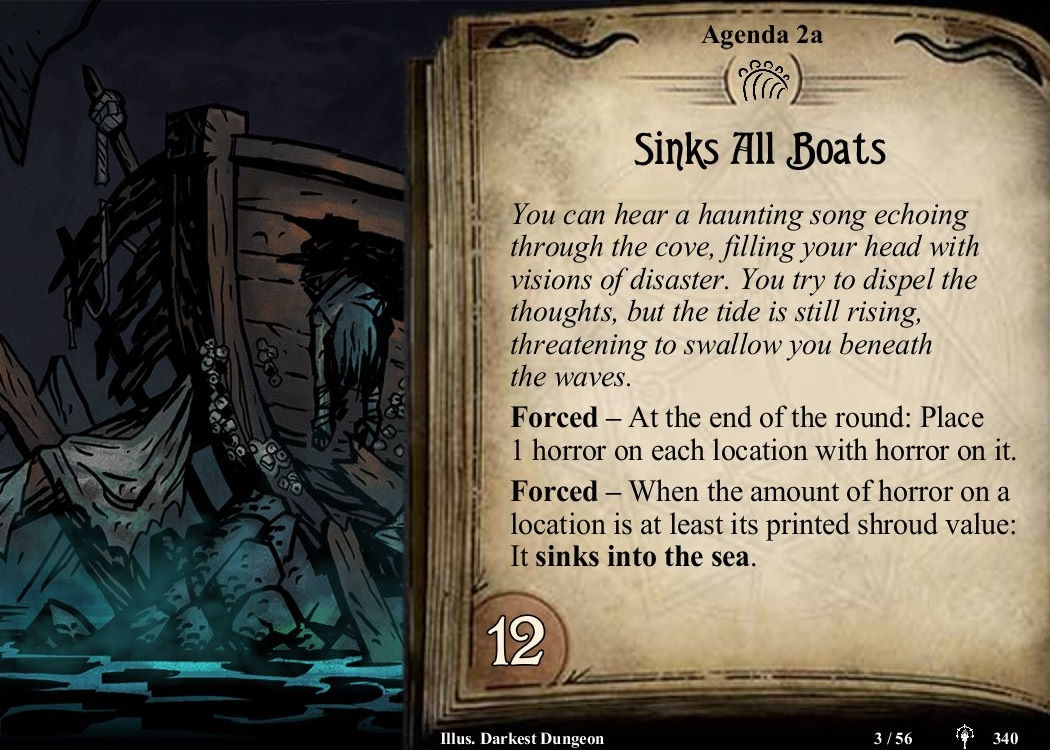 Agenda 2a
Sinks All Boats
You can hear a haunting song echoing
through the cove, filling your head with
visions of disaster. You try to dispel the
thoughts, but the tide is still rising,
threatening to swallow you beneath
the waves.
Forced – At the end of the round: Place
1 horror on each location with horror on it.
Forced – When the amount of horror on a
location is at least its printed shroud value:
It sinks into the sea.
12
Illus. Darkest Dungeon
3 / 56
340